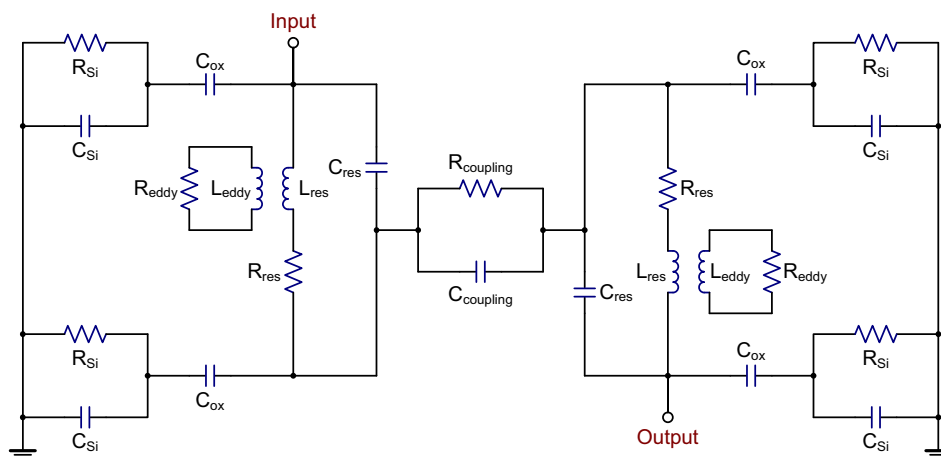 Input
R_Si
C_ox
C_ox
R_Si
C_Si
C_Si
C_res
R_coupling
R_eddy
L_eddy
L_res
R_res
R_res
C_coupling
L_res
L_eddy
R_eddy
C_res
R_Si
C_ox
C_ox
R_Si
C_Si
C_Si
Output